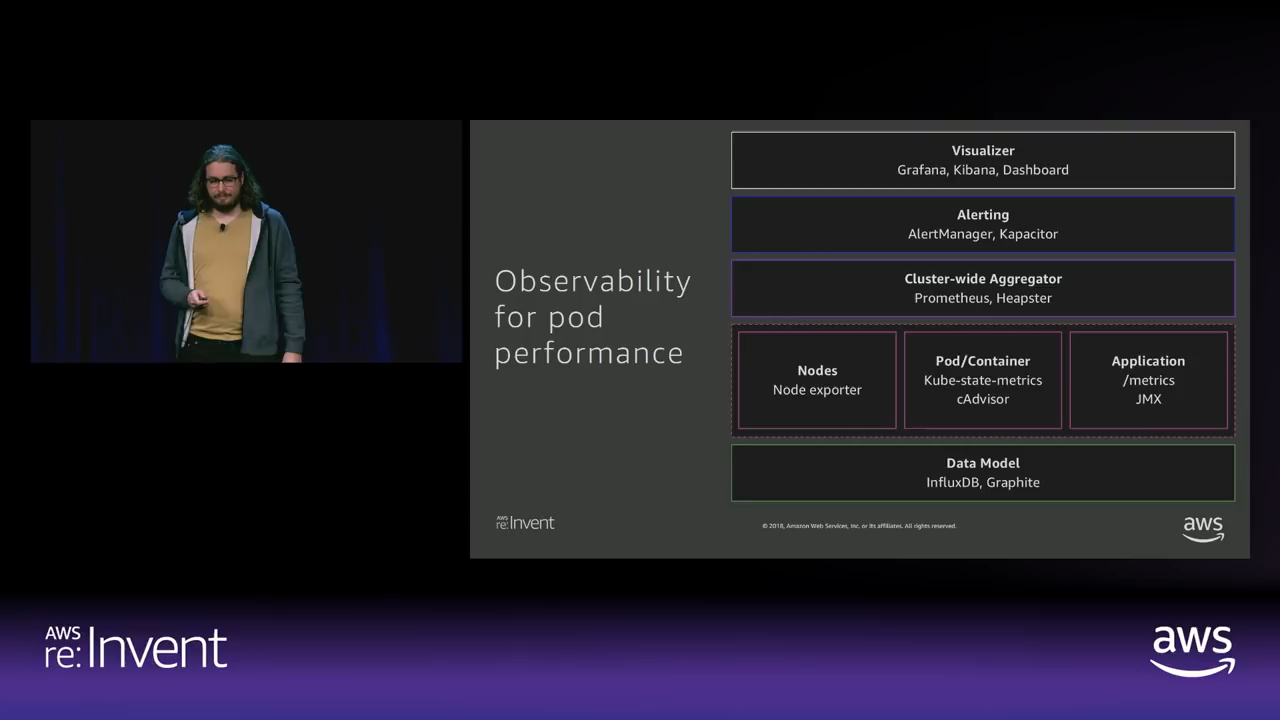 Observability
for pod
performance
Visualizer
Grafana, Kibana, Dashboard
Alerting
AlertManager, Kapacitor
Cluster-wide Aggregator
Prometheus, Heapster
Nodes
Node exporter
Pod/Container
Kube-state-metrics
cAdvisor
Application
/metrics
JMX
Data Model
InfluxDB, Graphite
AWS
re:Invent
© 2018, Amazon Web Services, Inc. or its affiliates. All rights reserved.
aws
AWS
re:Invent
aws